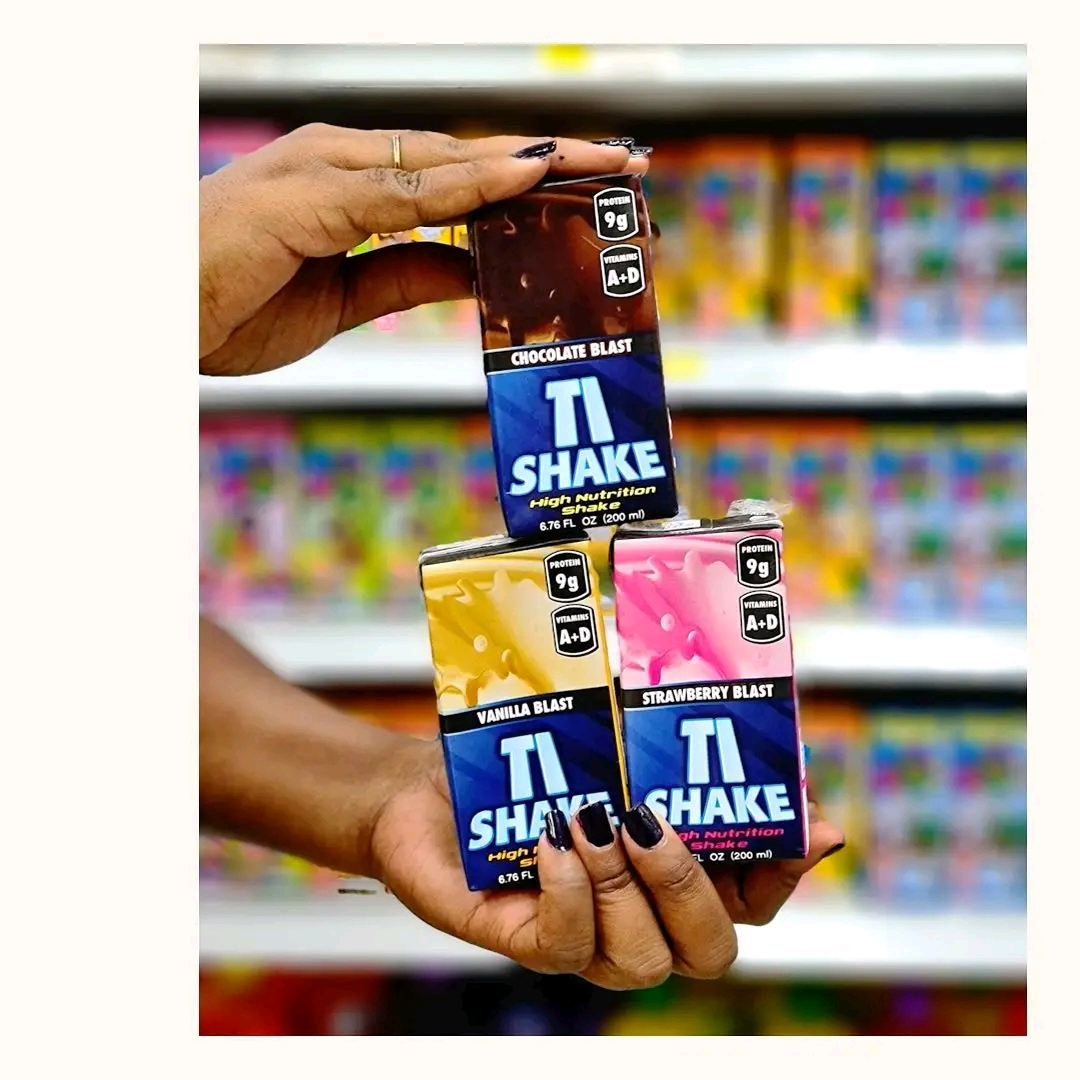 PROTEIN
9g
VITAMINS
A+D
CHOCOLATE BLAST
TI
SHAKE
High Nutrition
Shake
6.76 FL OZ (200 ml)
PROTEIN
9g
VITAMINS
A+D
VANILLA BLAST
TI
SHAKE
High
6.76 FL
PROTEIN
9g
VITAMINS
A+D
STRAWBERRY BLAST
TI
SHAKE
Nutrition
Shake
OZ (200 ml)